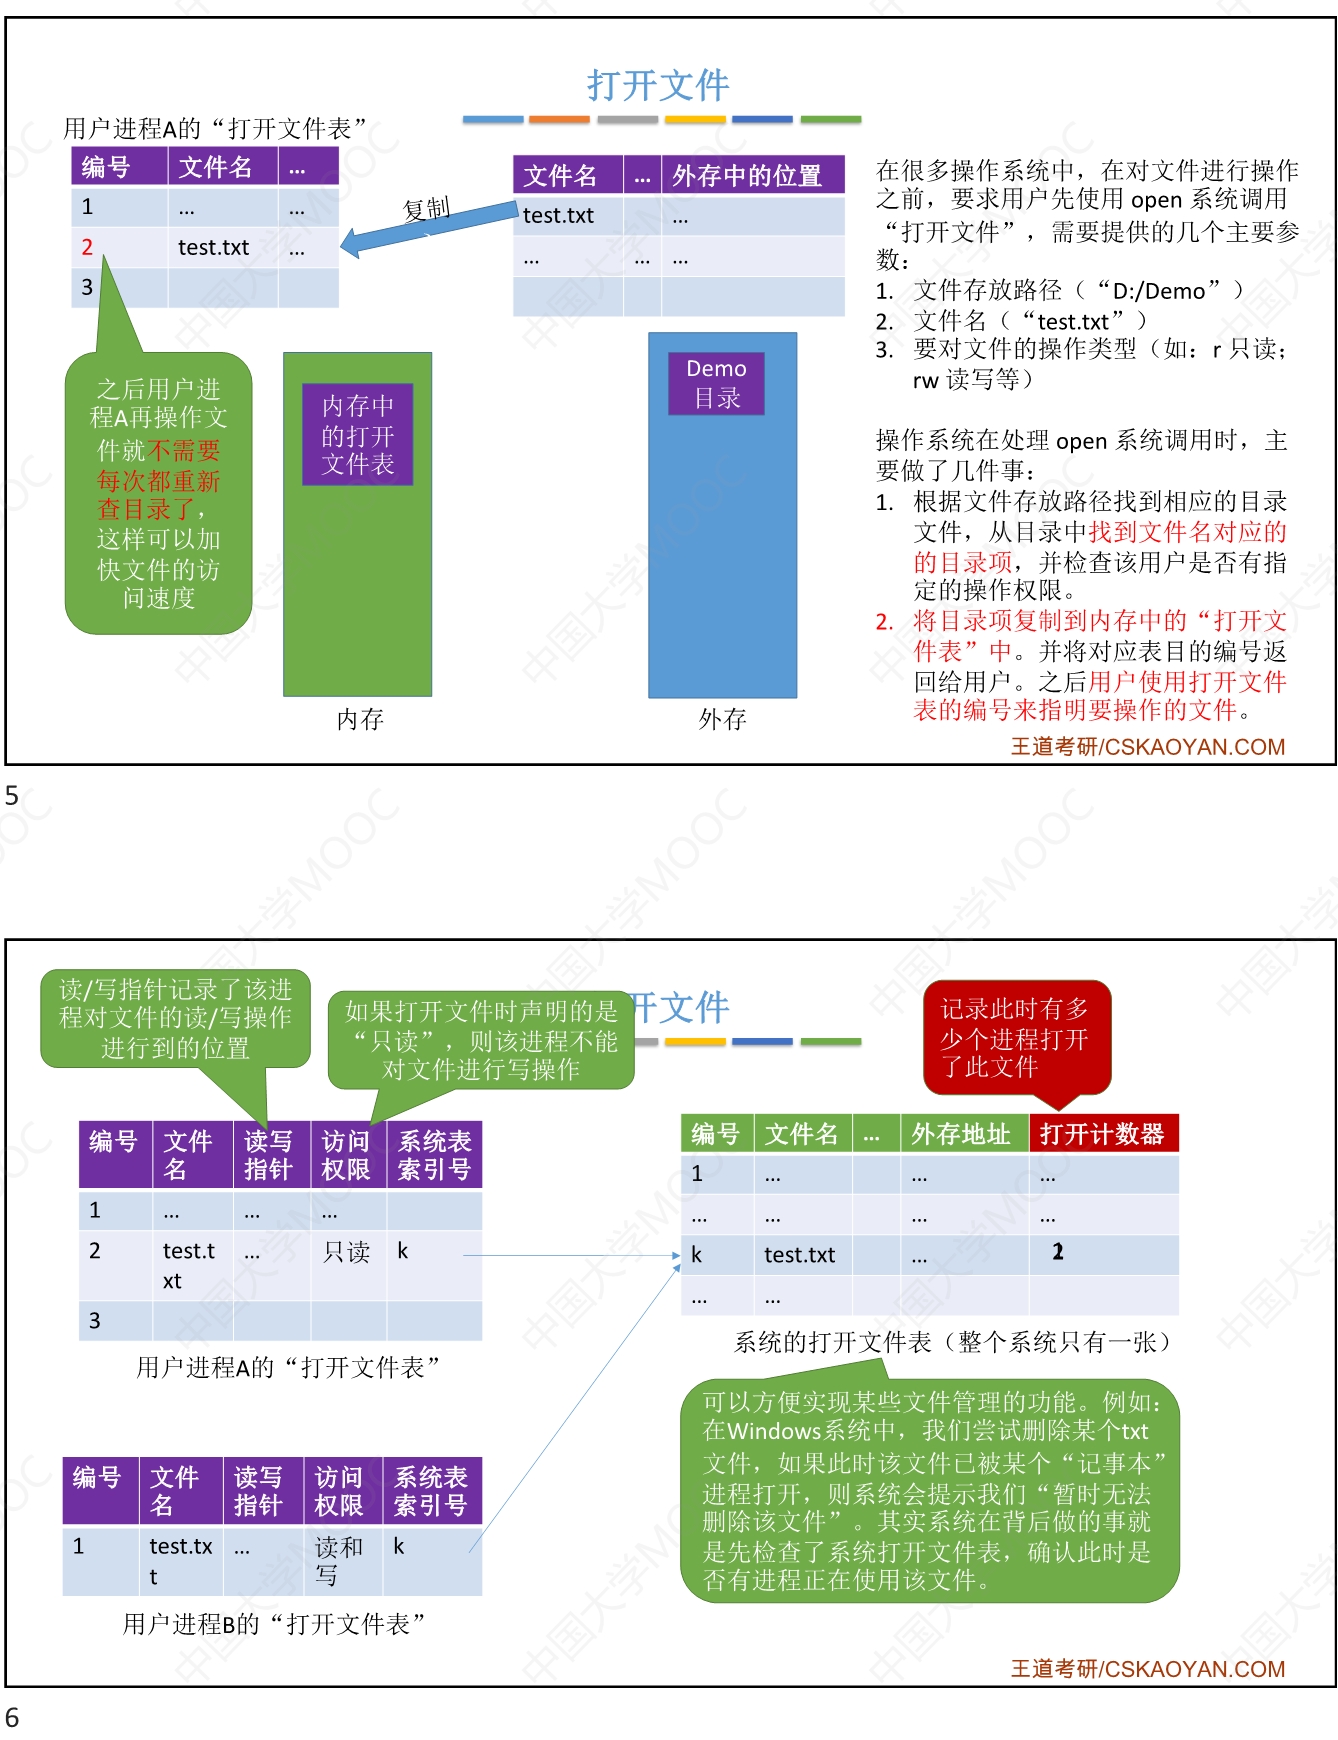 打开文件
用户进程A的“打开文件表”
编号 文件名 ...
1 ... ...
2 test.txt ...
3
复制
文件名 ... 外存中的位置
test.txt ...
... ... ...
之后用户进
程A再操作文
件就不需要
每次都重新
查目录了，
这样可以加
快文件的访
问速度
内存中
的打开
文件表
内存
Demo
目录
外存
在很多操作系统中，在对文件进行操作
之前，要求用户先使用 open 系统调用
“打开文件”，需要提供的几个主要参
数：
1. 文件存放路径（“D:/Demo”）
2. 文件名（“test.txt”）
3. 要对文件的操作类型（如：r 只读；
rw 读写等）
操作系统在处理 open 系统调用时，主
要做了几件事：
1. 根据文件存放路径找到相应的目录
文件，从目录中找到文件名对应的
的目录项，并检查该用户是否有指
定的操作权限。
2. 将目录项复制到内存中的“打开文
件表”中。并将对应表目的编号返
回给用户。之后用户使用打开文件
表的编号来指明要操作的文件。
王道考研/CSKAOYAN.COM
5
读/写指针记录了该进
程对文件的读/写操作
进行到的位置
如果打开文件时声明的是
“只读”，则该进程不能
对文件进行写操作
开文件
记录此时有多
少个进程打开
了此文件
编号 文件
名 读写
指针 访问
权限 系统表
索引号
1 ... ... ...
2 test.t
xt ... 只读 k
3
用户进程A的“打开文件表”
编号 文件名 ... 外存地址 打开计数器
1 ... ... ...
... ... ... ...
k test.txt ...
... ...
系统的打开文件表（整个系统只有一张）
可以方便实现某些文件管理的功能。例如：
在Windows系统中，我们尝试删除某个txt
文件，如果此时该文件已被某个“记事本”
进程打开，则系统会提示我们“暂时无法
删除该文件”。其实系统在背后做的事就
是先检查了系统打开文件表，确认此时是
否有进程正在使用该文件。
编号 文件
名 读写
指针 访问
权限 系统表
索引号
1 test.tx
t ... 读和
写 k
用户进程B的“打开文件表”
王道考研/CSKAOYAN.COM
6
中国大学MOOC